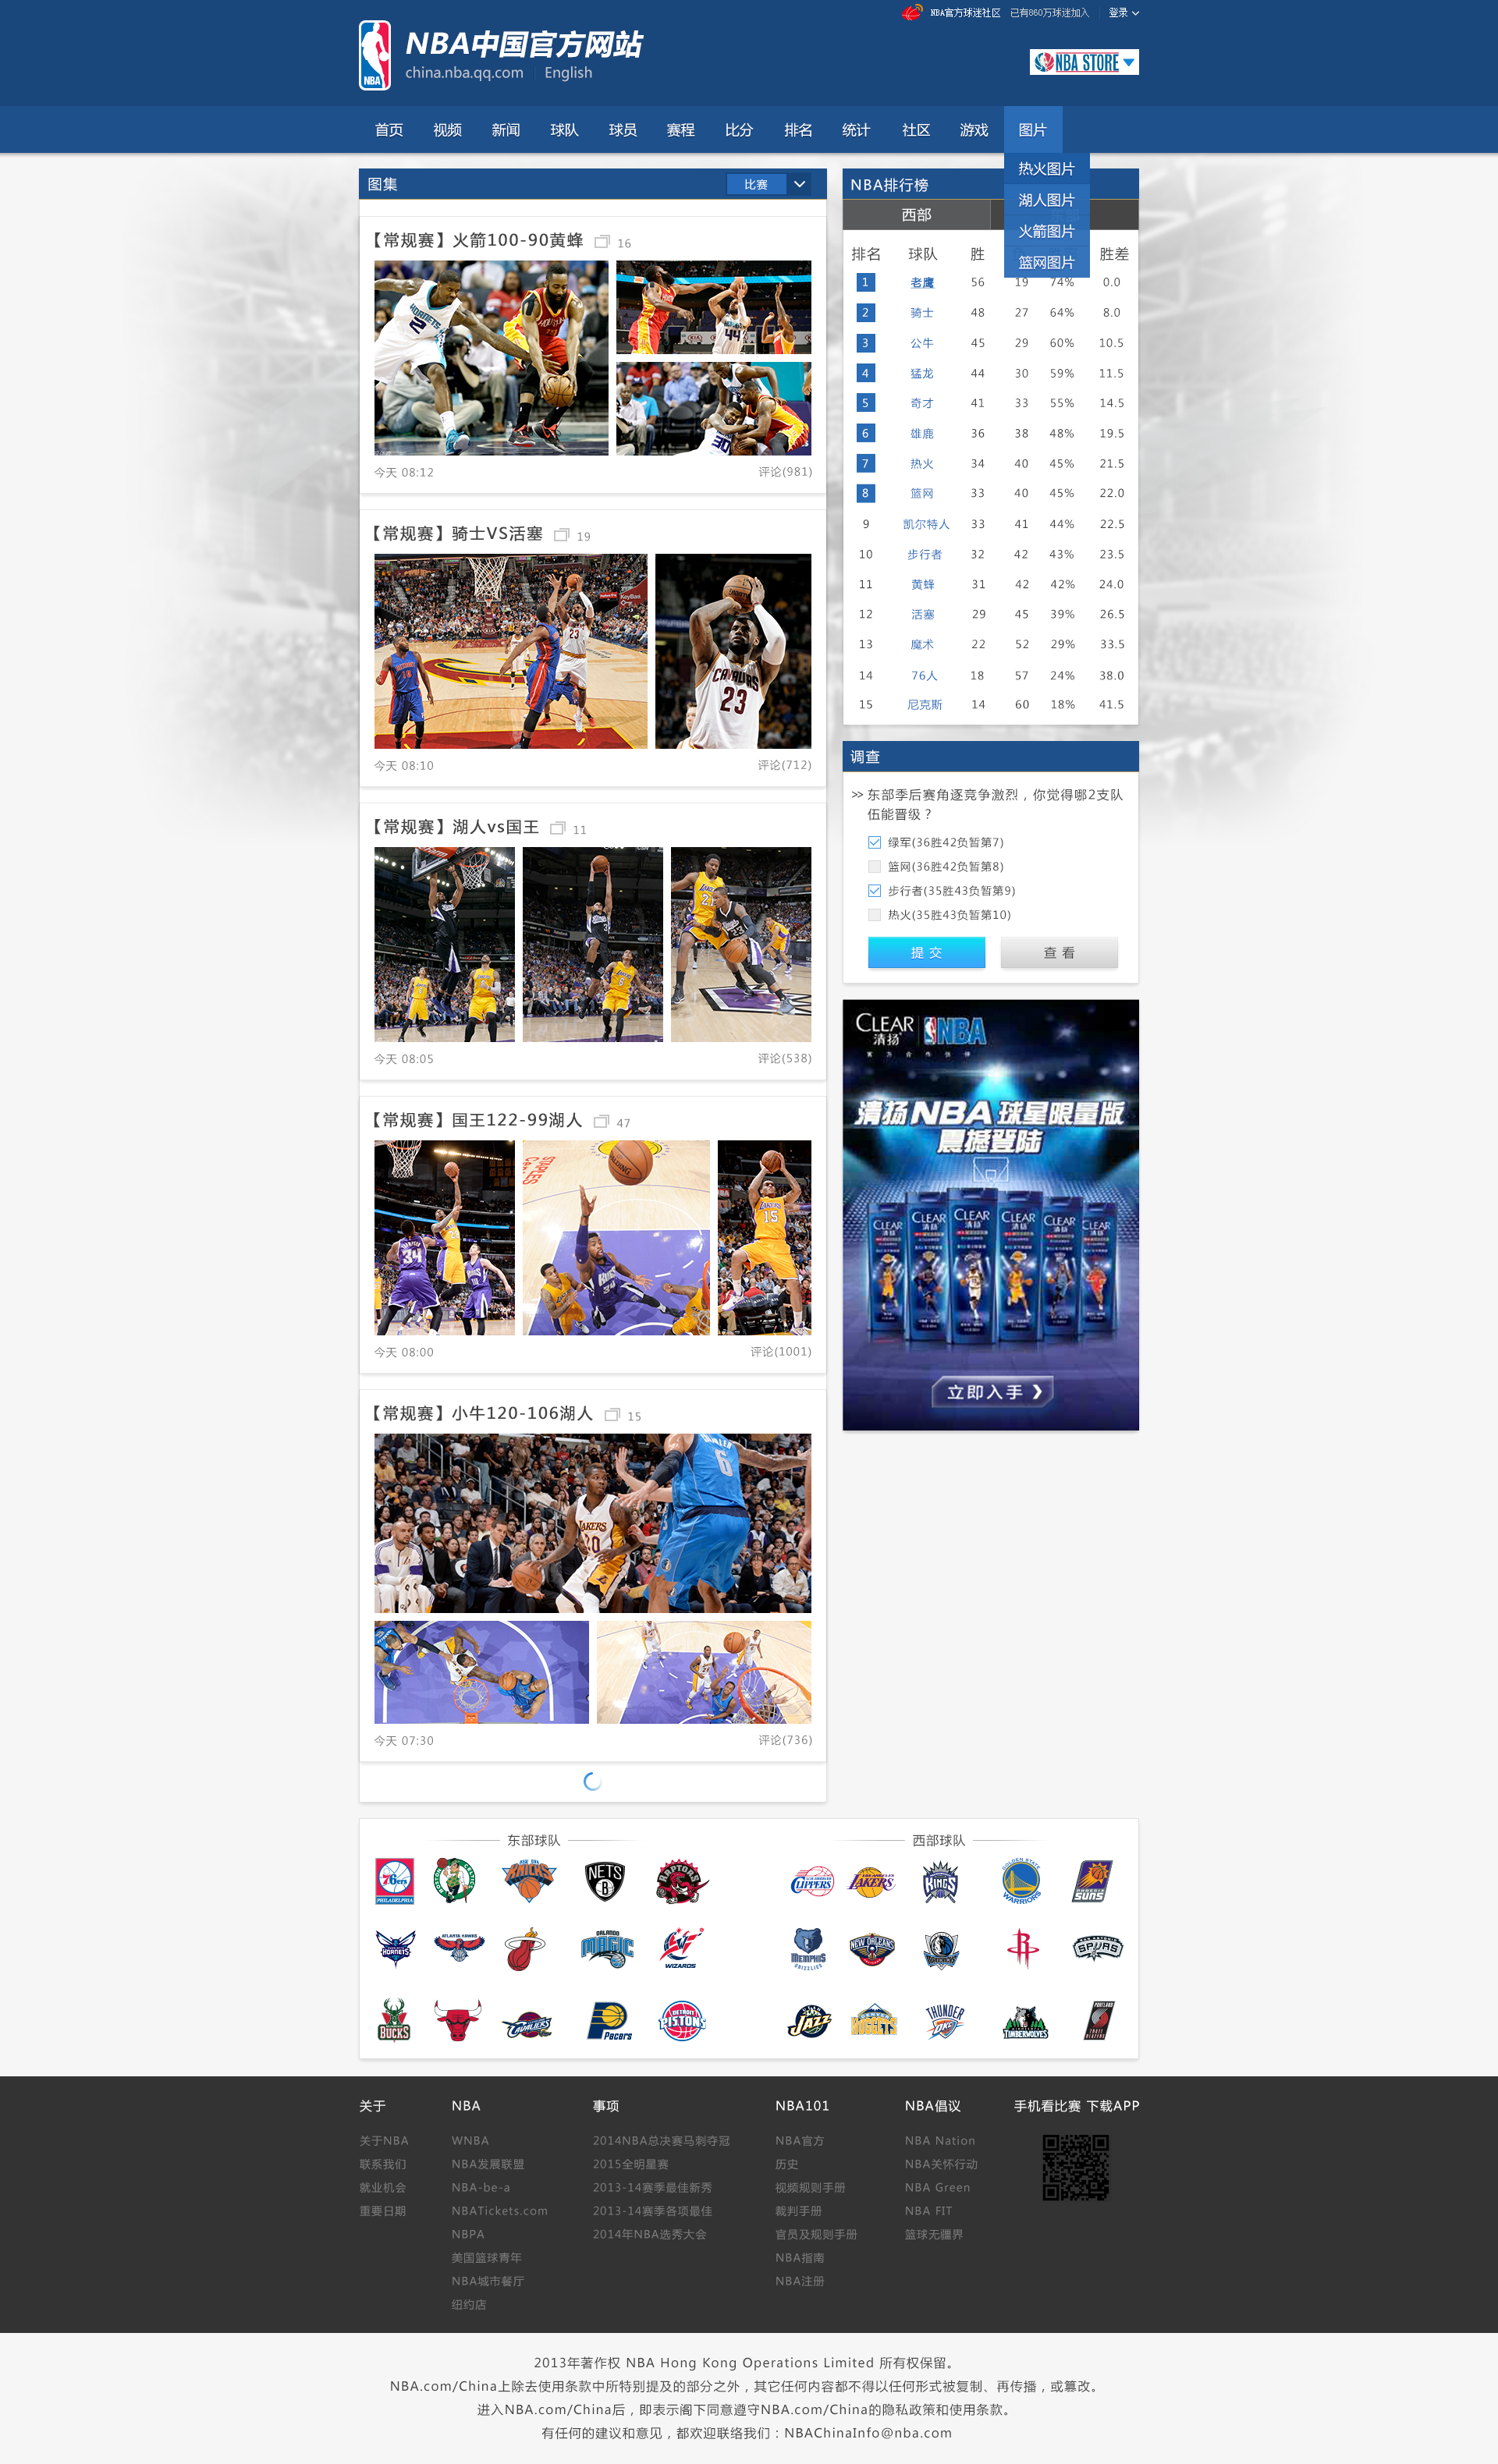 NBA官方球迷社区 已有860万球迷加入 登录
NBA中国官方网站
china.nba.qq.com English
NBA
NBA STORE
首页 视频 新闻 球队 球员 赛程 比分 排名 统计 社区 游戏 图片
热火图片
湖人图片
火箭图片
篮网图片
图集 比赛
【常规赛】火箭100-90黄蜂 16
今天 08:12 评论(981)
【常规赛】骑士VS活塞 19
今天 08:10 评论(712)
【常规赛】湖人vs国王 11
今天 08:05 评论(538)
【常规赛】国王122-99湖人 47
今天 08:00 评论(1001)
【常规赛】小牛120-106湖人 15
今天 07:30 评论(736)
NBA排行榜
西部
排名 球队 胜 胜差
1 老鹰 56 19 74% 0.0
2 骑士 48 27 64% 8.0
3 公牛 45 29 60% 10.5
4 猛龙 44 30 59% 11.5
5 奇才 41 33 55% 14.5
6 雄鹿 36 38 48% 19.5
7 热火 34 40 45% 21.5
8 篮网 33 40 45% 22.0
9 凯尔特人 33 41 44% 22.5
10 步行者 32 42 43% 23.5
11 黄蜂 31 42 42% 24.0
12 活塞 29 45 39% 26.5
13 魔术 22 52 29% 33.5
14 76人 18 57 24% 38.0
15 尼克斯 14 60 18% 41.5
调查
>> 东部季后赛角逐竞争激烈，你觉得哪2支队
伍能晋级？
绿军(36胜42负暂第7)
篮网(36胜42负暂第8)
步行者(35胜43负暂第9)
热火(35胜43负暂第10)
提 交 查 看
CLEAR NBA
清扬
官方合作伙伴
清扬NBA球星限量版
震撼登陆
CLEAR CLEAR CLEAR CLEAR CLEAR CLEAR
立即入手
东部球队 西部球队
关于
关于NBA
联系我们
就业机会
重要日期
NBA
WNBA
NBA发展联盟
NBA-be-a
NBATickets.com
NBPA
美国篮球青年
NBA城市餐厅
纽约店
事项
2014NBA总决赛马刺夺冠
2015全明星赛
2013-14赛季最佳新秀
2013-14赛季各项最佳
2014年NBA选秀大会
NBA101
NBA官方
历史
视频规则手册
裁判手册
官员及规则手册
NBA指南
NBA注册
NBA倡议
NBA Nation
NBA关怀行动
NBA Green
NBA FIT
篮球无疆界
手机看比赛 下载APP
2013年著作权 NBA Hong Kong Operations Limited 所有权保留。
NBA.com/China上除去使用条款中所特别提及的部分之外，其它任何内容都不得以任何形式被复制、再传播，或篡改。
进入NBA.com/China后，即表示阁下同意遵守NBA.com/China的隐私政策和使用条款。
有任何的建议和意见，都欢迎联络我们：NBAChinaInfo@nba.com